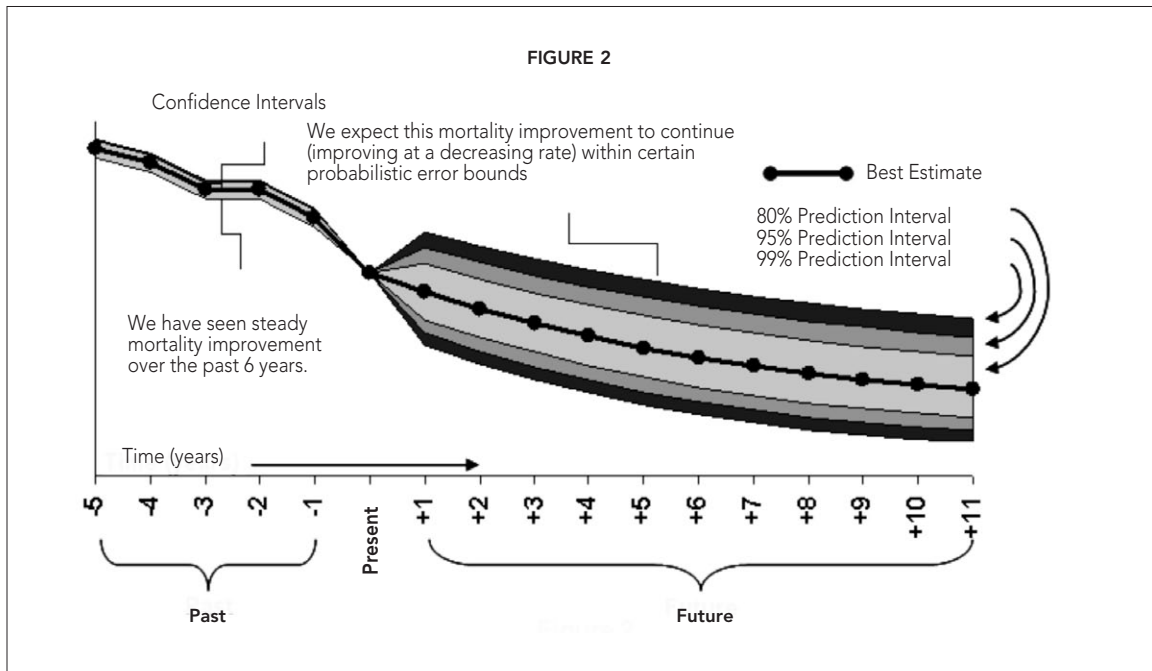 FIGURE 2
Confidence Intervals
We expect this mortality improvement to continue
(improving at a decreasing rate) within certain
probabilistic error bounds
Best Estimate
80% Prediction Interval
95% Prediction Interval
99% Prediction Interval
We have seen steady
mortality improvement
over the past 6 years.
Time (years)
-5
-4
-3
-2
-1
Present
+1
+2
+3
+4
+5
+6
+7
+8
+9
+10
+11
Past
Future